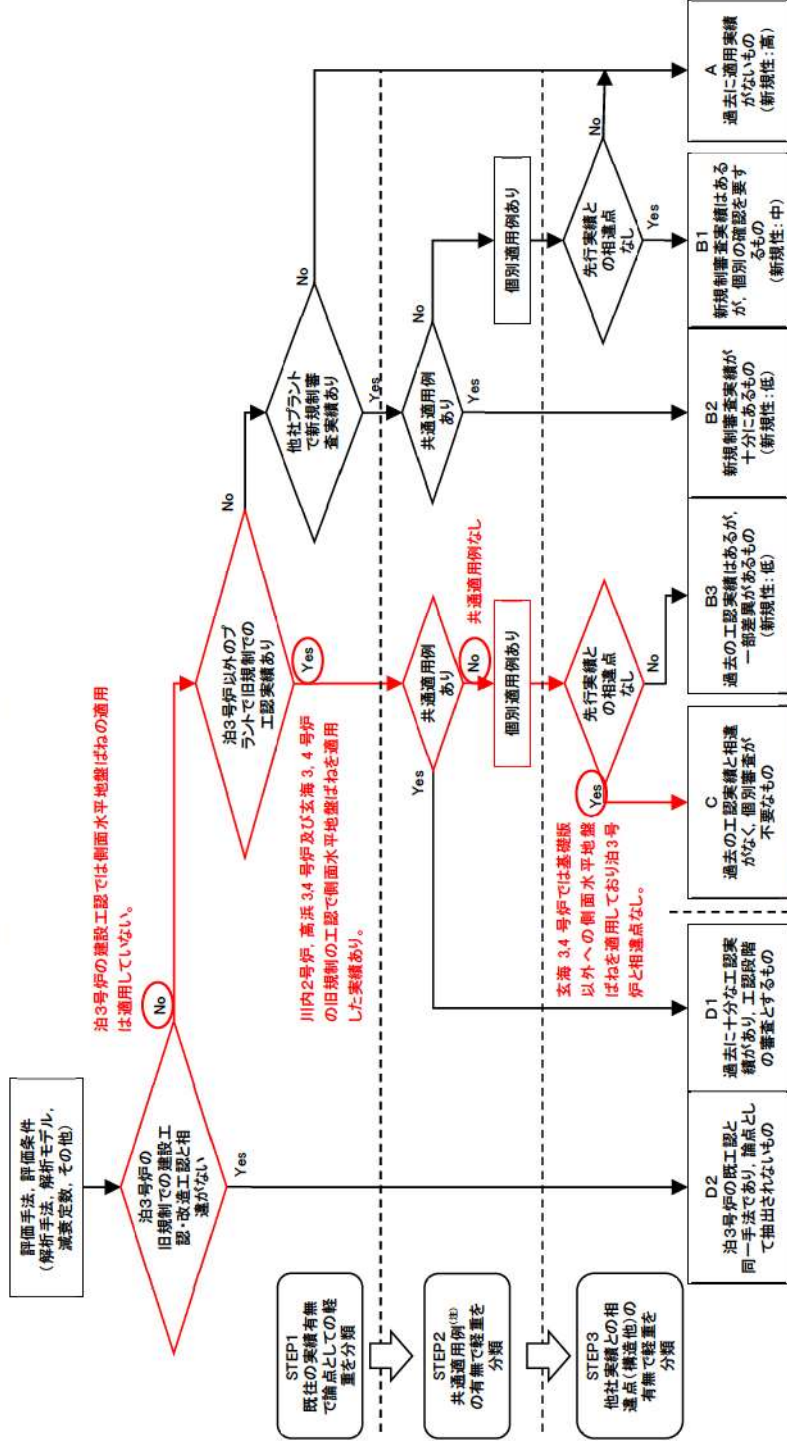 評価手法，評価条件
（解析手法，解析モデル，
減衰定数，その他）
泊3号炉の
旧規制での建設工
認・改造工認と相
違がない
No
Yes
泊3号炉の建設工認では側面水平地盤ばねの適用
は適用していない。
泊3号炉以外のプ
ラントで旧規制での
工認実績あり
No
Yes
川内2号炉，高浜3,4号炉及び玄海3，4号炉
の旧規制の工認で側面水平地盤ばねを適用
した実績あり。
他社プラント
で新規制審
査実績あり
No
Yes
STEP1
既往の実績有無
で論点としての軽
重を分類
STEP2
共通適用例(注)
の有無で軽重を
分類
STEP3
他社実績との相
違点（構造他）の
有無で軽重を
分類
共通適用例
あり
Yes
No
共通適用例なし
個別適用例あり
共通適用例
あり
No
Yes
個別適用例あり
玄海3,4号炉では基礎版
以外への側面水平地盤
ばねを適用しており泊3号
炉と相違点なし。
先行実績と
の相違点
なし
Yes
No
先行実績と
の相違点
なし
No
Yes
D2
泊3号炉の既工認と
同一手法であり，論点とし
て抽出されないもの
D1
過去に十分な工認実
績があり，工認段階
の審査とするもの
C
過去の工認実績と相違
がなく，個別審査が
不要なもの
B3
過去の工認実績はあるが，
一部差異があるもの
（新規性：低）
B2
新規制審査実績が
十分にあるもの
（新規性：低）
B1
新規制審査実績はある
が，個別の確認を要す
るもの
（新規性：中）
A
過去に適用実績
がないもの
（新規性：高）